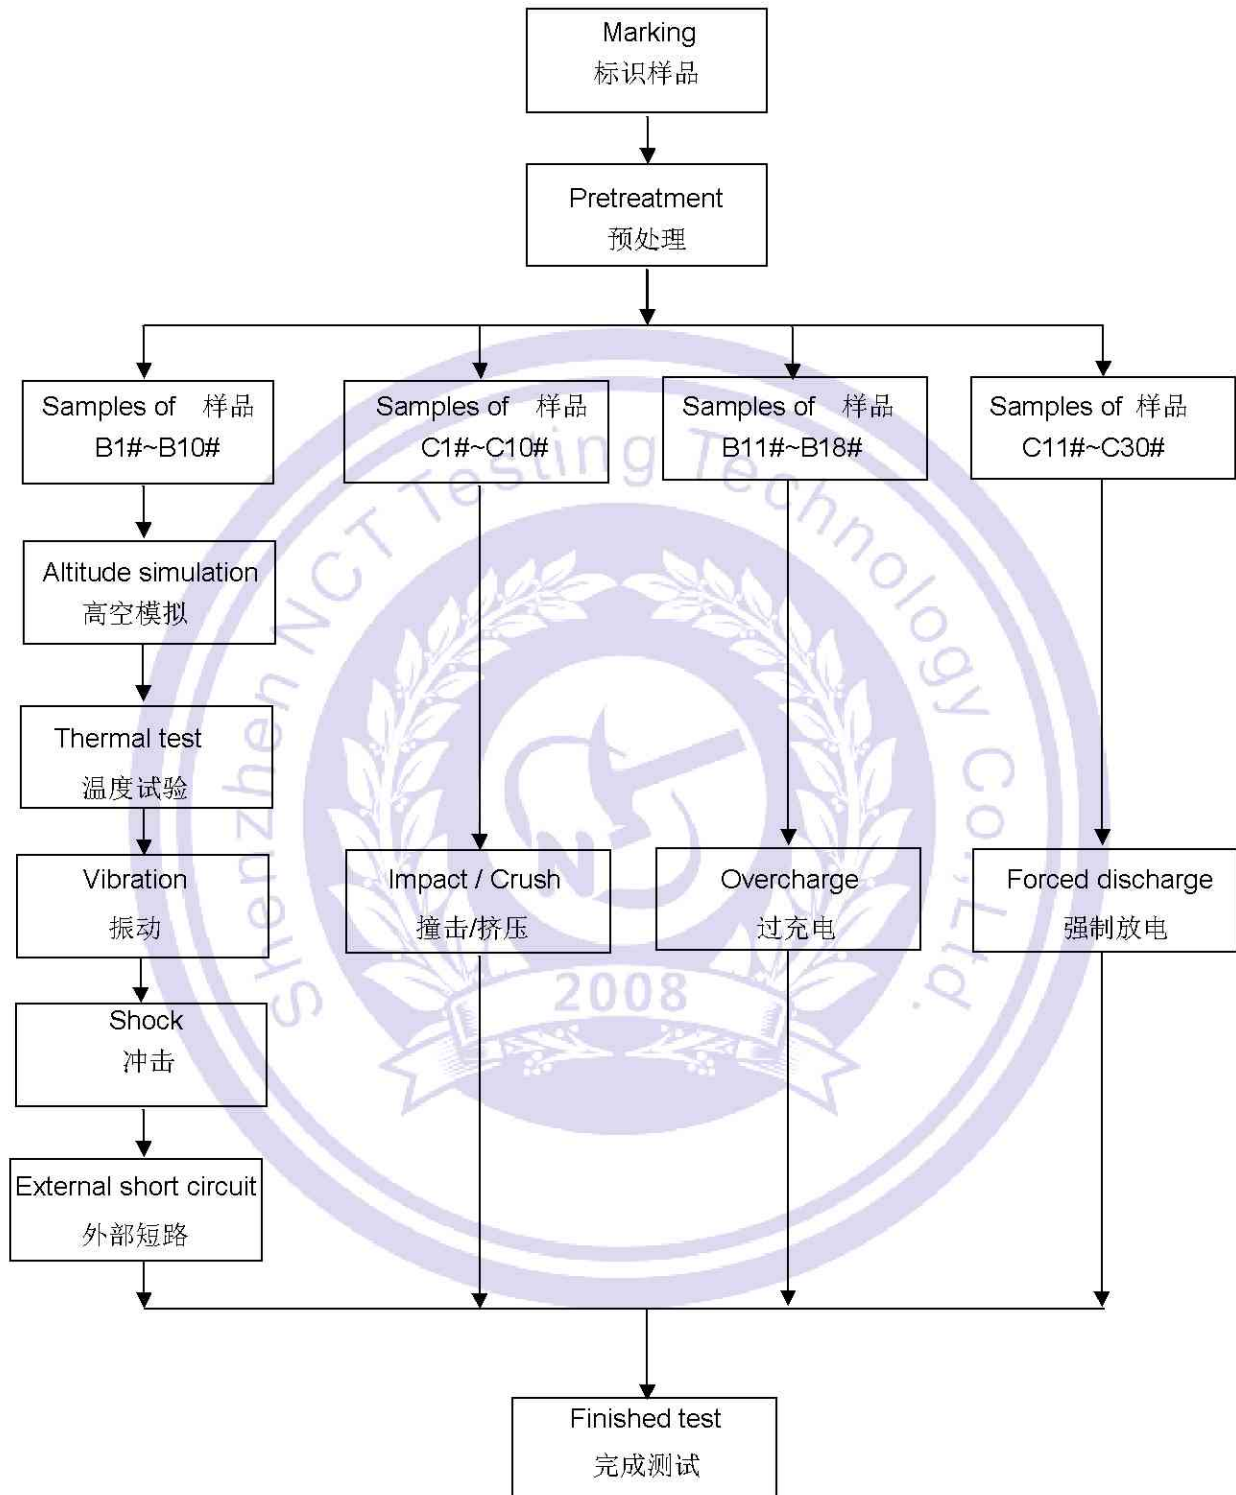 Marking
标识样品
Pretreatment
预处理
Samples of 样品
B1#~B10#
Samples of 样品
C1#~C10#
Samples of 样品
B11#~B18#
Samples of 样品
C11#~C30#
Altitude simulation
高空模拟
Thermal test
温度试验
Vibration
振动
Impact / Crush
撞击/挤压
Overcharge
过充电
Forced discharge
强制放电
Shock
冲击
External short circuit
外部短路
Finished test
完成测试
Shenzhen NCT Testing Technology Co.,Ltd.
N
2008